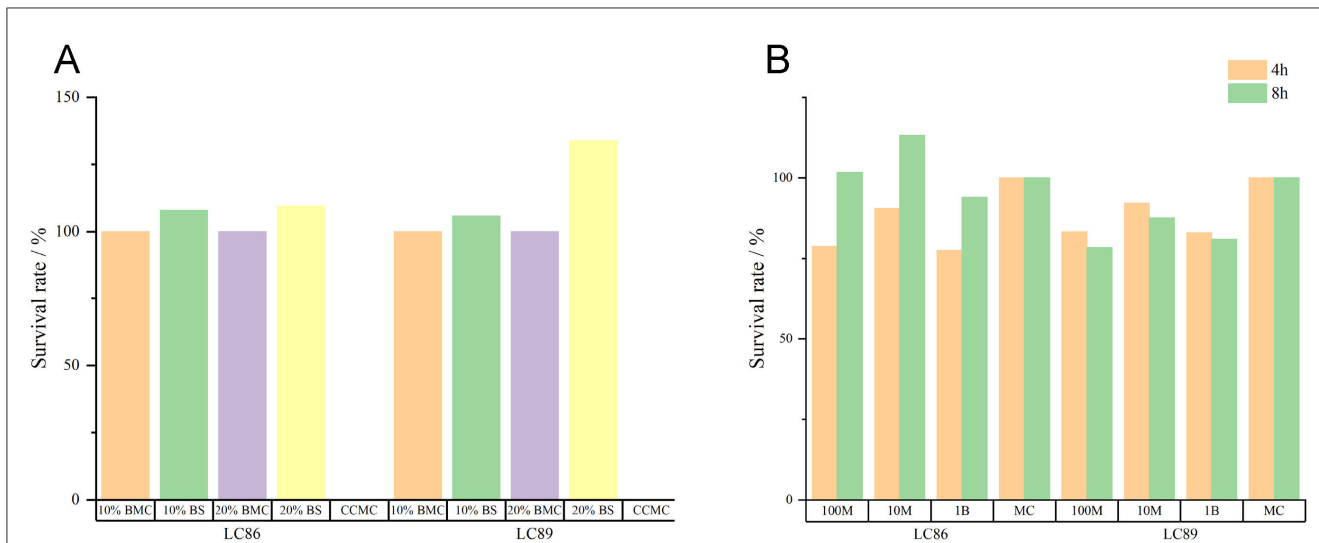 A
Survival rate / %
150
100
50
0
10% BMC 10% BS 20% BMC 20% BS CCMC 10% BMC 10% BS 20% BMC 20% BS CCMC
LC86 LC89
B
4h
8h
Survival rate / %
100
50
0
100M 10M 1B MC 100M 10M 1B MC
LC86 LC89